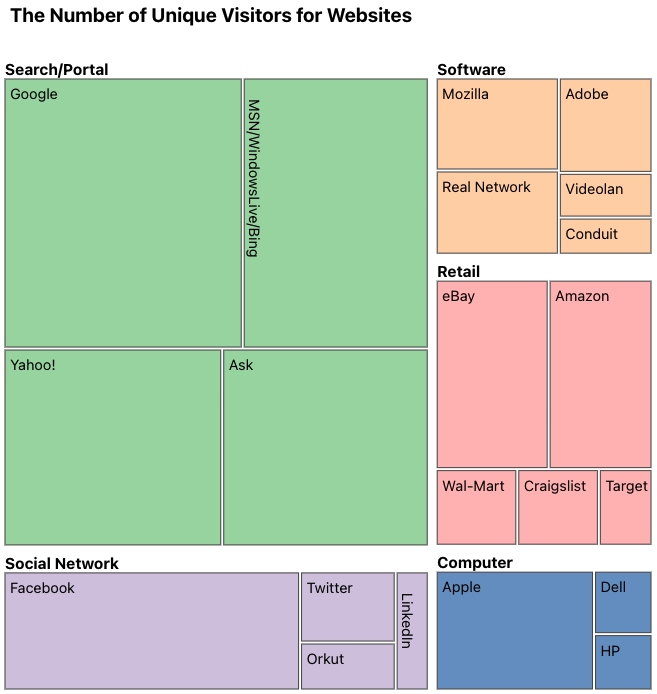 The Number of Unique Visitors for Websites
Search/Portal
Google
MSN/WindowsLive/Bing
Yahoo!
Ask
Social Network
Facebook
Twitter
Orkut
LinkedIn
Software
Mozilla
Adobe
Real Network
Videolan
Conduit
Retail
eBay
Amazon
Wal-Mart
Craigslist
Target
Computer
Apple
Dell
HP